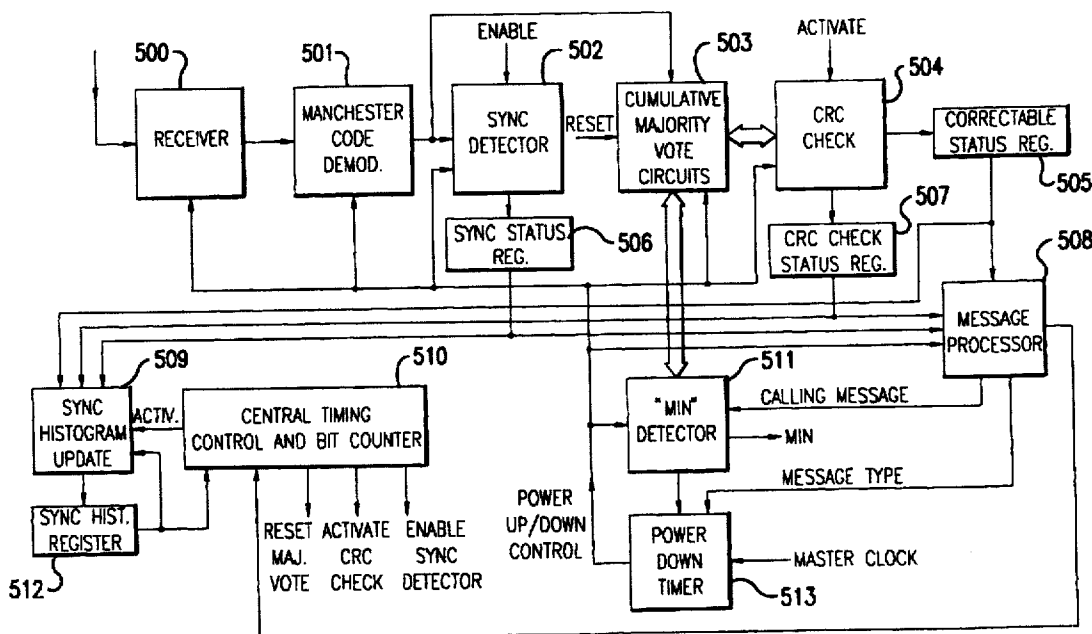 ENABLE
ACTIVATE
500
501
502
503
504
RECEIVER
MANCHESTER
CODE
DEMOD.
SYNC
DETECTOR
RESET
CUMULATIVE
MAJORITY
VOTE
CIRCUITS
CRC
CHECK
CORRECTABLE
STATUS REG.
505
SYNC STATUS
REG.
506
507
CRC CHECK
STATUS REG.
508
MESSAGE
PROCESSOR
509
510
511
SYNC
HISTOGRAM
UPDATE
ACTIV.
CENTRAL TIMING
CONTROL AND BIT COUNTER
"MIN"
DETECTOR
CALLING MESSAGE
MIN
MESSAGE TYPE
SYNC HIST.
REGISTER
512
RESET
MAJ.
VOTE
ACTIVATE
CRC
CHECK
ENABLE
SYNC
DETECTOR
POWER
UP/DOWN
CONTROL
POWER
DOWN
TIMER
MASTER CLOCK
513